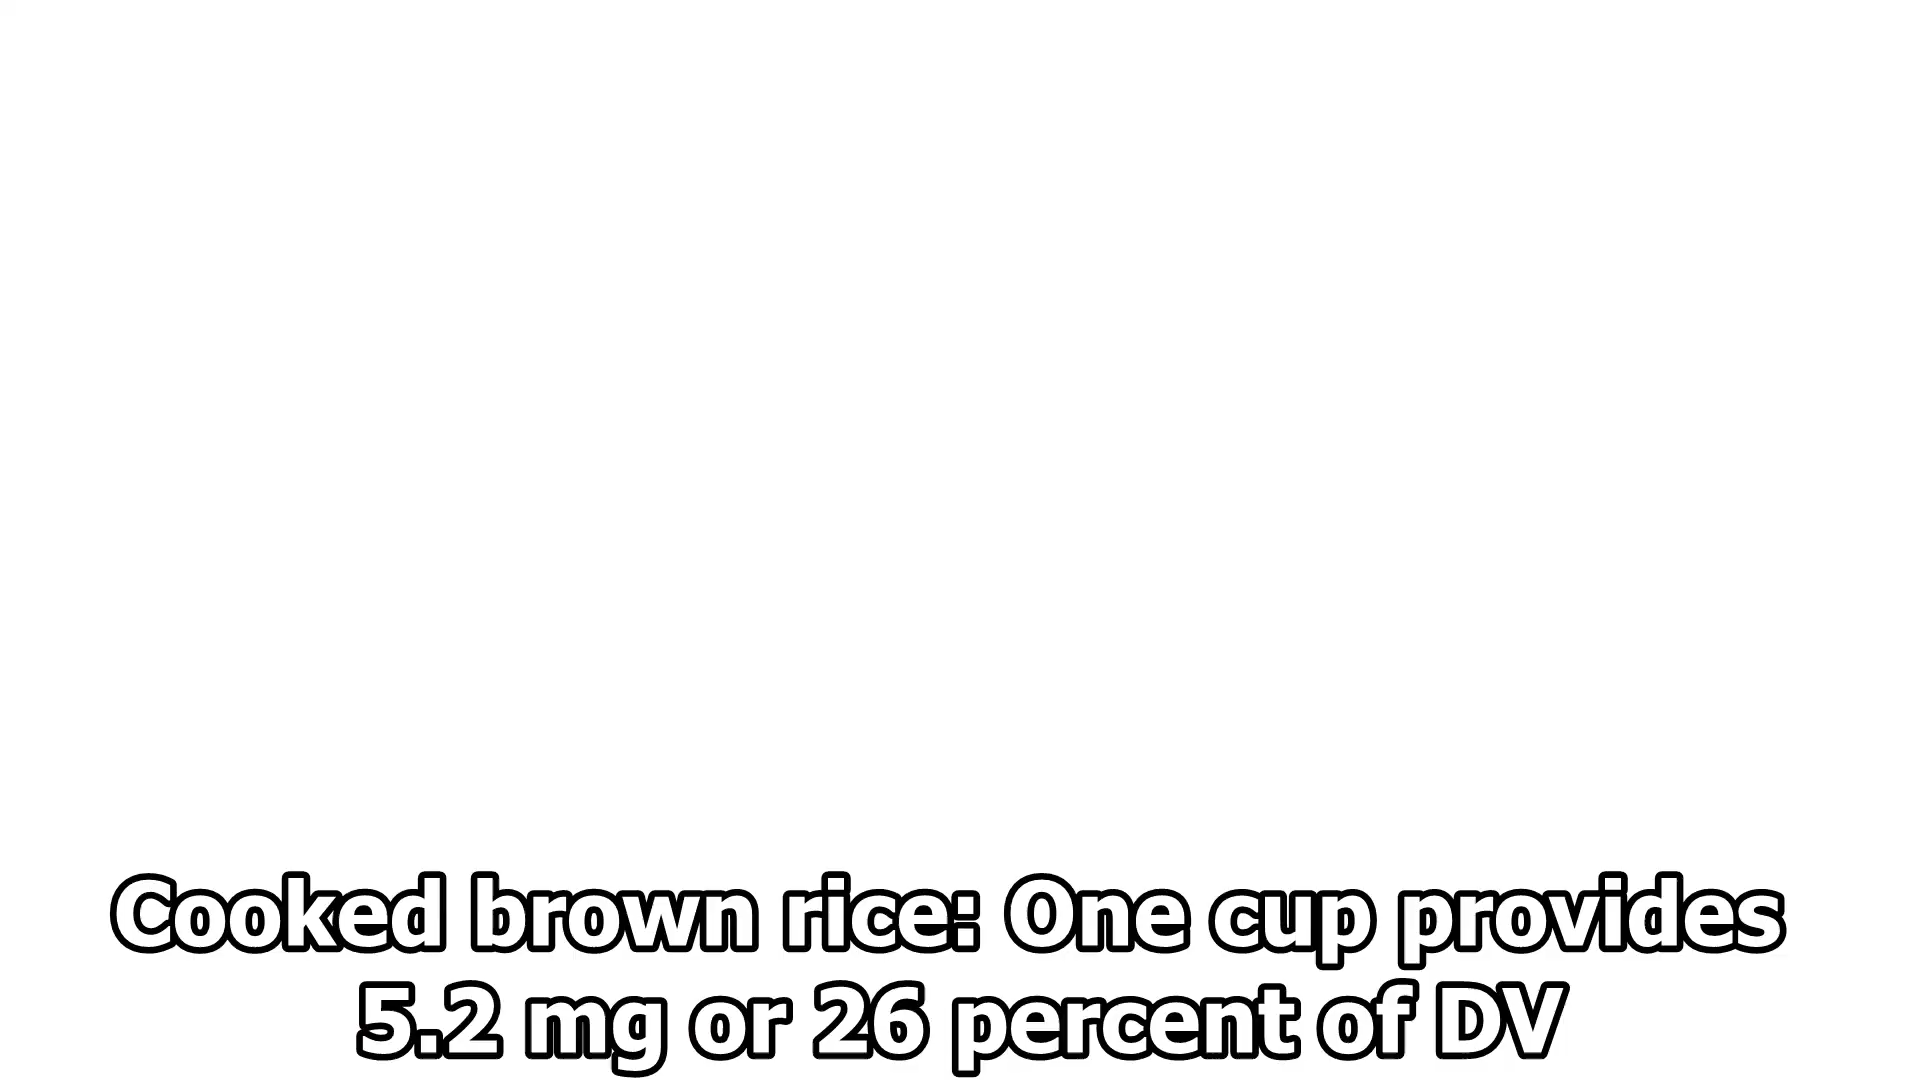 Cooked brown rice: One cup provides
5.2 mg or 26 percent of DV